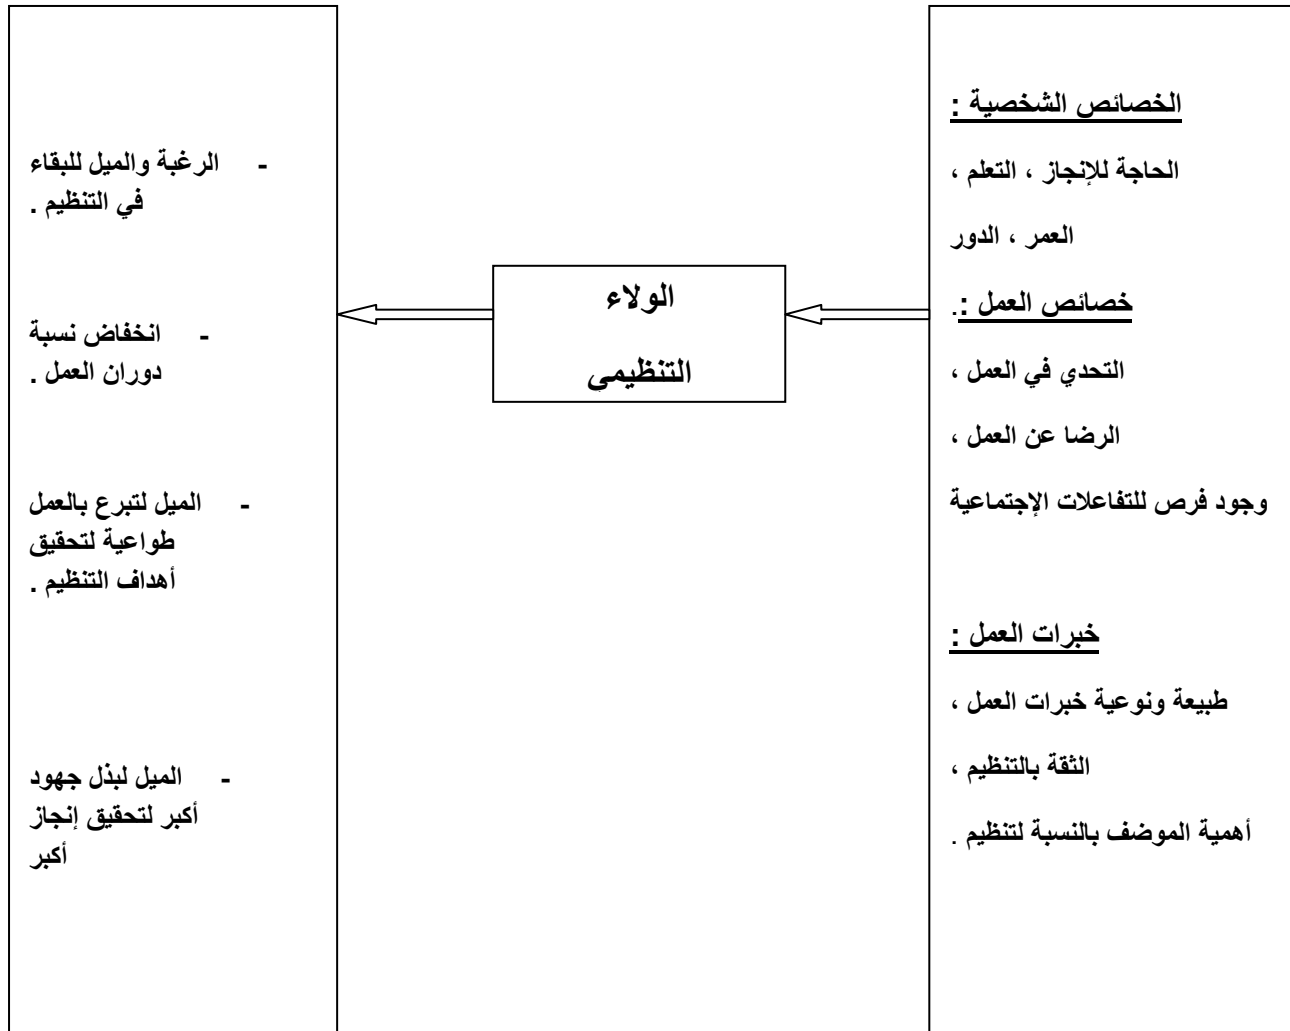 الخصائص الشخصية :
الحاجة للإنجاز ، التعلم ،
العمر ، الدور
خصائص العمل :.
التحدي في العمل ،
الرضا عن العمل ،
وجود فرص للتفاعلات الإجتماعية
خبرات العمل :
طبيعة ونوعية خبرات العمل ،
الثقة بالتنظيم ،
أهمية الموضف بالنسبة لتنظيم .
الولاء
التنظيمى
- الرغبة والميل للبقاء
في التنظيم .
- انخفاض نسبة
دوران العمل .
- الميل لتبرع بالعمل
طواعية لتحقيق
أهداف التنظيم .
- الميل لبذل جهود
أكبر لتحقيق إنجاز
أكبر